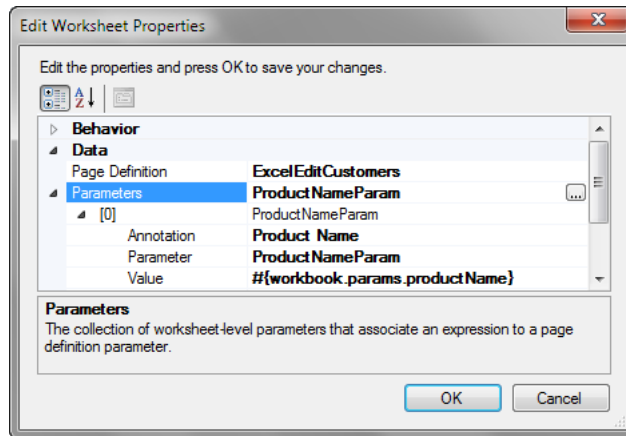 Edit Worksheet Properties
Edit the properties and press OK to save your changes.
Behavior
Data
Page Definition ExcelEditCustomers
Parameters ProductNameParam ...
[0] ProductNameParam
Annotation Product Name
Parameter ProductNameParam
Value #{workbook.params.productName}
Parameters
The collection of worksheet-level parameters that associate an expression to a page
definition parameter.
OK Cancel